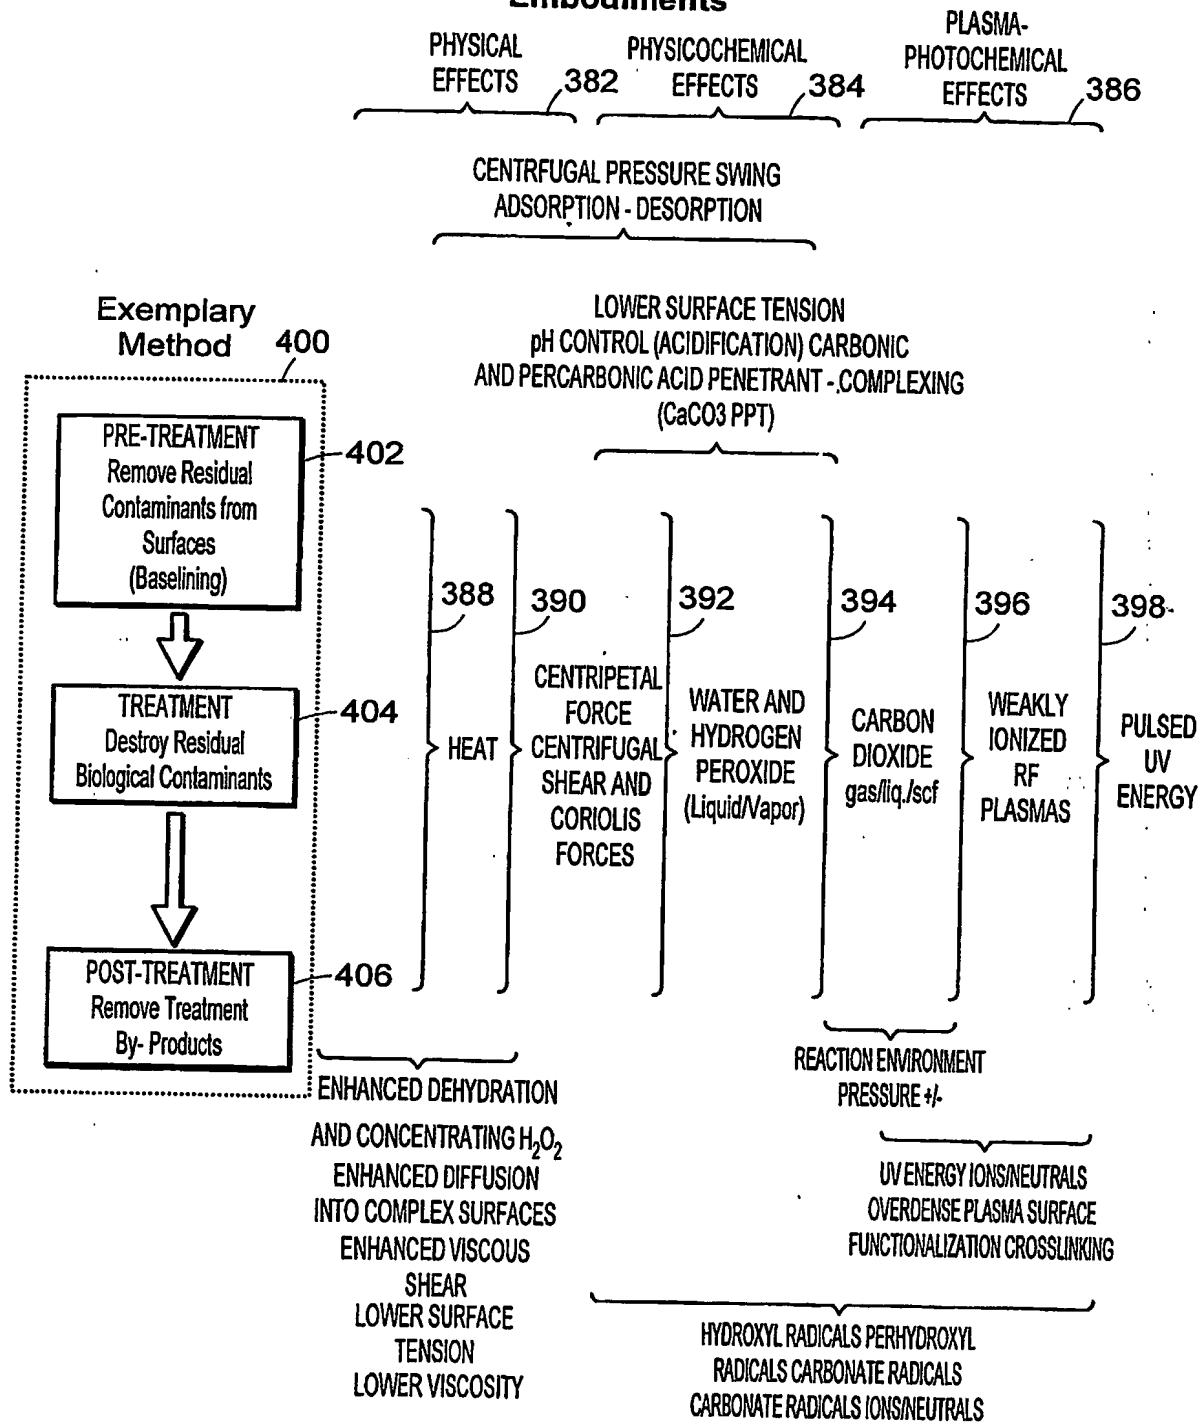 Embodiments
PHYSICAL
EFFECTS
382
PHYSICOCHEMICAL
EFFECTS
384
PLASMA-
PHOTOCHEMICAL
EFFECTS
386
CENTRFUGAL PRESSURE SWING
ADSORPTION - DESORPTION
LOWER SURFACE TENSION
pH CONTROL (ACIDIFICATION) CARBONIC
AND PERCARBONIC ACID PENETRANT - COMPLEXING
(CaCO3 PPT)
Exemplary
Method
400
PRE-TREATMENT
Remove Residual
Contaminants from
Surfaces
(Baselining)
402
TREATMENT
Destroy Residual
Biological Contaminants
404
POST-TREATMENT
Remove Treatment
By- Products
406
388
HEAT
390
CENTRIPETAL
FORCE
CENTRIFUGAL
SHEAR AND
CORIOLIS
FORCES
392
WATER AND
HYDROGEN
PEROXIDE
(Liquid/Vapor)
394
CARBON
DIOXIDE
gas/liq./scf
396
WEAKLY
IONIZED
RF
PLASMAS
398
PULSED
UV
ENERGY
ENHANCED DEHYDRATION
AND CONCENTRATING H₂O₂
ENHANCED DIFFUSION
INTO COMPLEX SURFACES
ENHANCED VISCOUS
SHEAR
LOWER SURFACE
TENSION
LOWER VISCOSITY
REACTION ENVIRONMENT
PRESSURE +/-
UV ENERGY IONS/NEUTRALS
OVERDENSE PLASMA SURFACE
FUNCTIONALIZATION CROSSLINKING
HYDROXYL RADICALS PERHYDROXYL
RADICALS CARBONATE RADICALS
CARBONATE RADICALS IONS/NEUTRALS